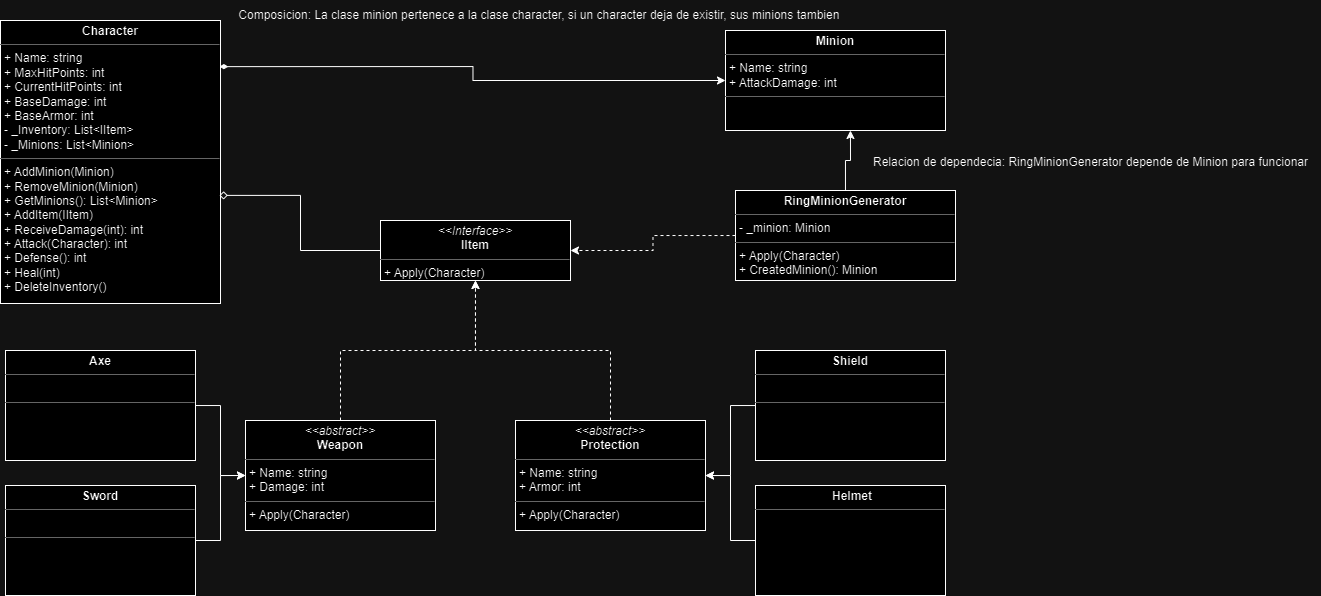 Composicion: La clase minion pertenece a la clase character, si un character deja de existir, sus minions tambien
Character
+ Name: string
+ MaxHitPoints: int
+ CurrentHitPoints: int
+ BaseDamage: int
+ BaseArmor: int
- _Inventory: List<IItem>
- _Minions: List<Minion>
+ AddMinion(Minion)
+ RemoveMinion(Minion)
+ GetMinions(): List<Minion>
+ AddItem(IItem)
+ ReceiveDamage(int): int
+ Attack(Character): int
+ Defense(): int
+ Heal(int)
+ DeleteInventory()
Minion
+ Name: string
+ AttackDamage: int
Relacion de dependecia: RingMinionGenerator depende de Minion para funcionar
RingMinionGenerator
- _minion: Minion
+ Apply(Character)
+ CreatedMinion(): Minion
<<Interface>>
IItem
+ Apply(Character)
Axe
Sword
<<abstract>>
Weapon
+ Name: string
+ Damage: int
+ Apply(Character)
<<abstract>>
Protection
+ Name: string
+ Armor: int
+ Apply(Character)
Shield
Helmet